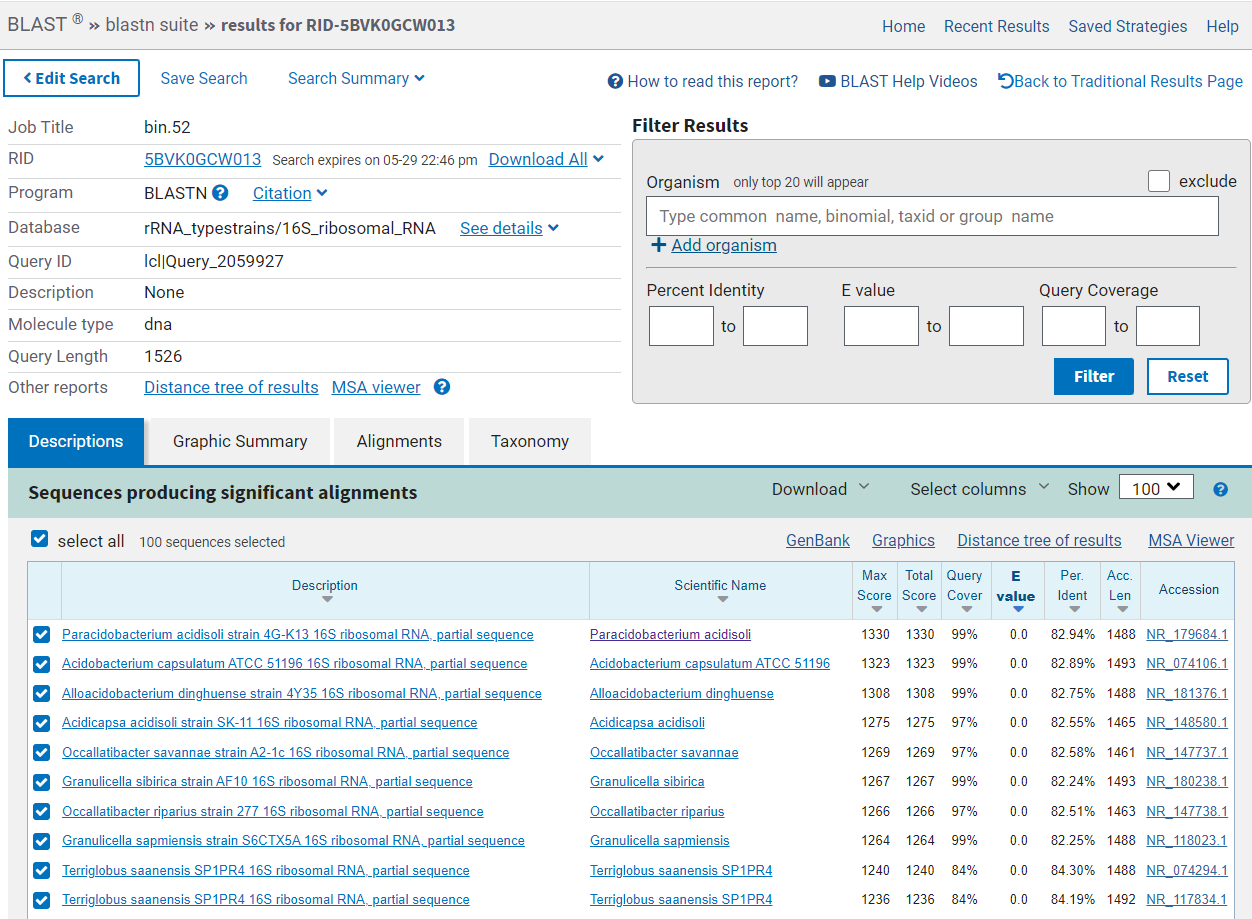 BLAST ® » blastn suite » results for RID-5BVK0GCW013
Home Recent Results Saved Strategies Help
Edit Search Save Search Search Summary
How to read this report? BLAST Help Videos Back to Traditional Results Page
Job Title bin.52
RID 5BVK0GCW013 Search expires on 05-29 22:46 pm Download All
Program BLASTN Citation
Database rRNA_typestrains/16S_ribosomal_RNA See details
Query ID lcl|Query_2059927
Description None
Molecule type dna
Query Length 1526
Other reports Distance tree of results MSA viewer
Filter Results
Organism only top 20 will appear exclude
Type common name, binomial, taxid or group name
Add organism
Percent Identity E value Query Coverage
to to to
Filter Reset
Descriptions Graphic Summary Alignments Taxonomy
Sequences producing significant alignments Download Select columns Show 100
select all 100 sequences selected GenBank Graphics Distance tree of results MSA Viewer
Description Scientific Name Max Score Total Score Query Cover E value Per. Ident Acc. Len Accession
Paracidobacterium acidisoli strain 4G-K13 16S ribosomal RNA, partial sequence Paracidobacterium acidisoli 1330 1330 99% 0.0 82.94% 1488 NR_179684.1
Acidobacterium capsulatum ATCC 51196 16S ribosomal RNA, partial sequence Acidobacterium capsulatum ATCC 51196 1323 1323 99% 0.0 82.89% 1493 NR_074106.1
Alloacidobacterium dinghuense strain 4Y35 16S ribosomal RNA, partial sequence Alloacidobacterium dinghuense 1308 1308 99% 0.0 82.75% 1488 NR_181376.1
Acidicapsa acidisoli strain SK-11 16S ribosomal RNA, partial sequence Acidicapsa acidisoli 1275 1275 97% 0.0 82.55% 1465 NR_148580.1
Occallatibacter savannae strain A2-1c 16S ribosomal RNA, partial sequence Occallatibacter savannae 1269 1269 97% 0.0 82.58% 1461 NR_147737.1
Granulicella sibirica strain AF10 16S ribosomal RNA, partial sequence Granulicella sibirica 1267 1267 99% 0.0 82.24% 1493 NR_180238.1
Occallatibacter riparius strain 277 16S ribosomal RNA, partial sequence Occallatibacter riparius 1266 1266 97% 0.0 82.51% 1463 NR_147738.1
Granulicella sapmiensis strain S6CTX5A 16S ribosomal RNA, partial sequence Granulicella sapmiensis 1264 1264 99% 0.0 82.25% 1488 NR_118023.1
Terriglobus saanensis SP1PR4 16S ribosomal RNA, partial sequence Terriglobus saanensis SP1PR4 1240 1240 84% 0.0 84.30% 1488 NR_074294.1
Terriglobus saanensis SP1PR4 16S ribosomal RNA, partial sequence Terriglobus saanensis SP1PR4 1236 1236 84% 0.0 84.19% 1492 NR_117834.1